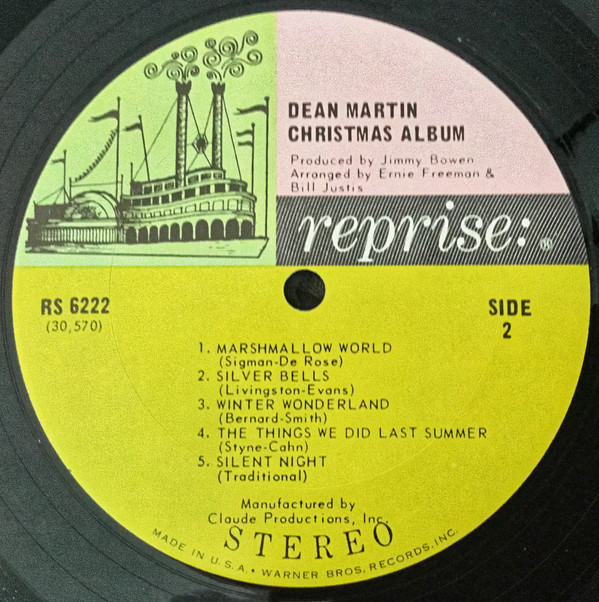 DEAN MARTIN
CHRISTMAS ALBUM
Produced by Jimmy Bowen
Arranged by Ernie Freeman &
Bill Justis
reprise: ®
RS 6222
(30,570)
SIDE
2
1. MARSHMALLOW WORLD
(Sigman-De Rose)
2. SILVER BELLS
(Livingston-Evans)
3. WINTER WONDERLAND
(Bernard-Smith)
4. THE THINGS WE DID LAST SUMMER
(Styne-Cahn)
5. SILENT NIGHT
(Traditional)
Manufactured by
Claude Productions, Inc.
STEREO
MADE IN U.S.A. • WARNER BROS. RECORDS, INC.